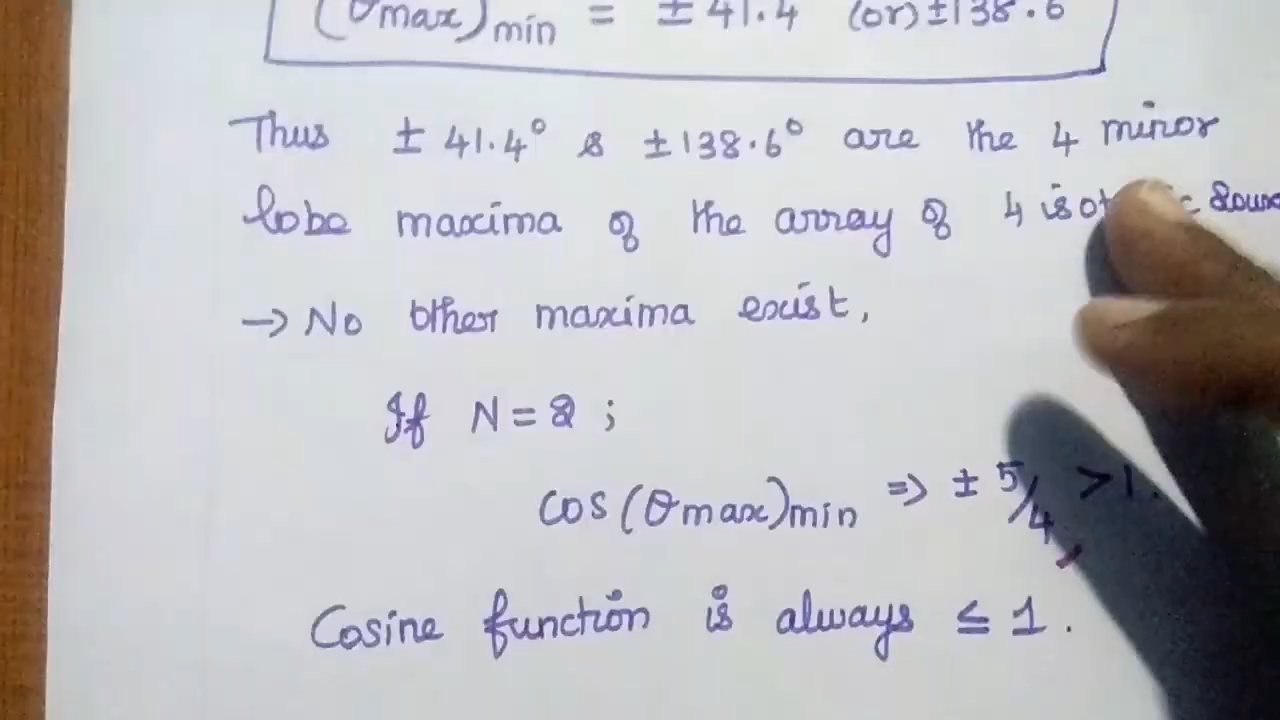 (θmax)min = ± 41.4 (or) ±138.6
Thus ± 41.4° & ±138.6° are the 4 minor
lobe maxima of the array of 4
→ No other maxima exist,
If N = 2 ;
cos(θmax)min => ± 5/4 > 1.
Cosine function is always ≤ 1.